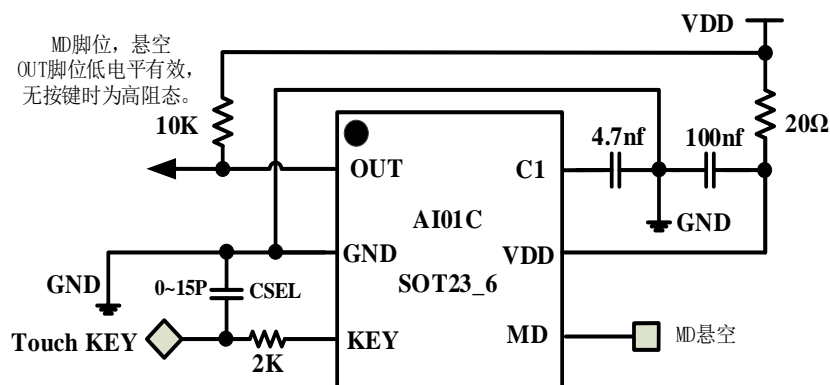 VDD
MD脚位，悬空
OUT脚位低电平有效，
无按键时为高阻态。
10K
4.7nf
100nf
20Ω
OUT
C1
AI01C
GND
GND
VDD
SOT23_6
GND
0~15P
CSEL
Touch KEY
2K
KEY
MD
MD悬空